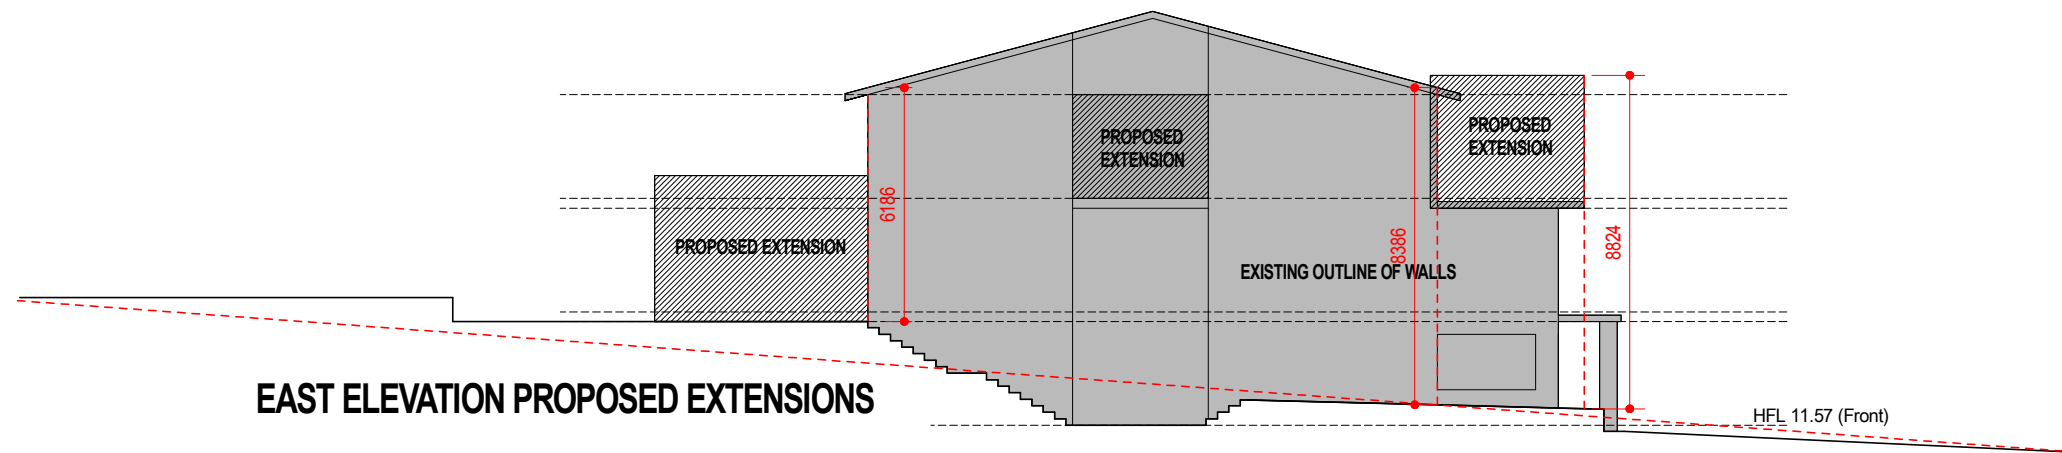 PROPOSED
EXTENSION
PROPOSED
EXTENSION
6186
PROPOSED EXTENSION
8386
8824
EXISTING OUTLINE OF WALLS
EAST ELEVATION PROPOSED EXTENSIONS
HFL 11.57 (Front)